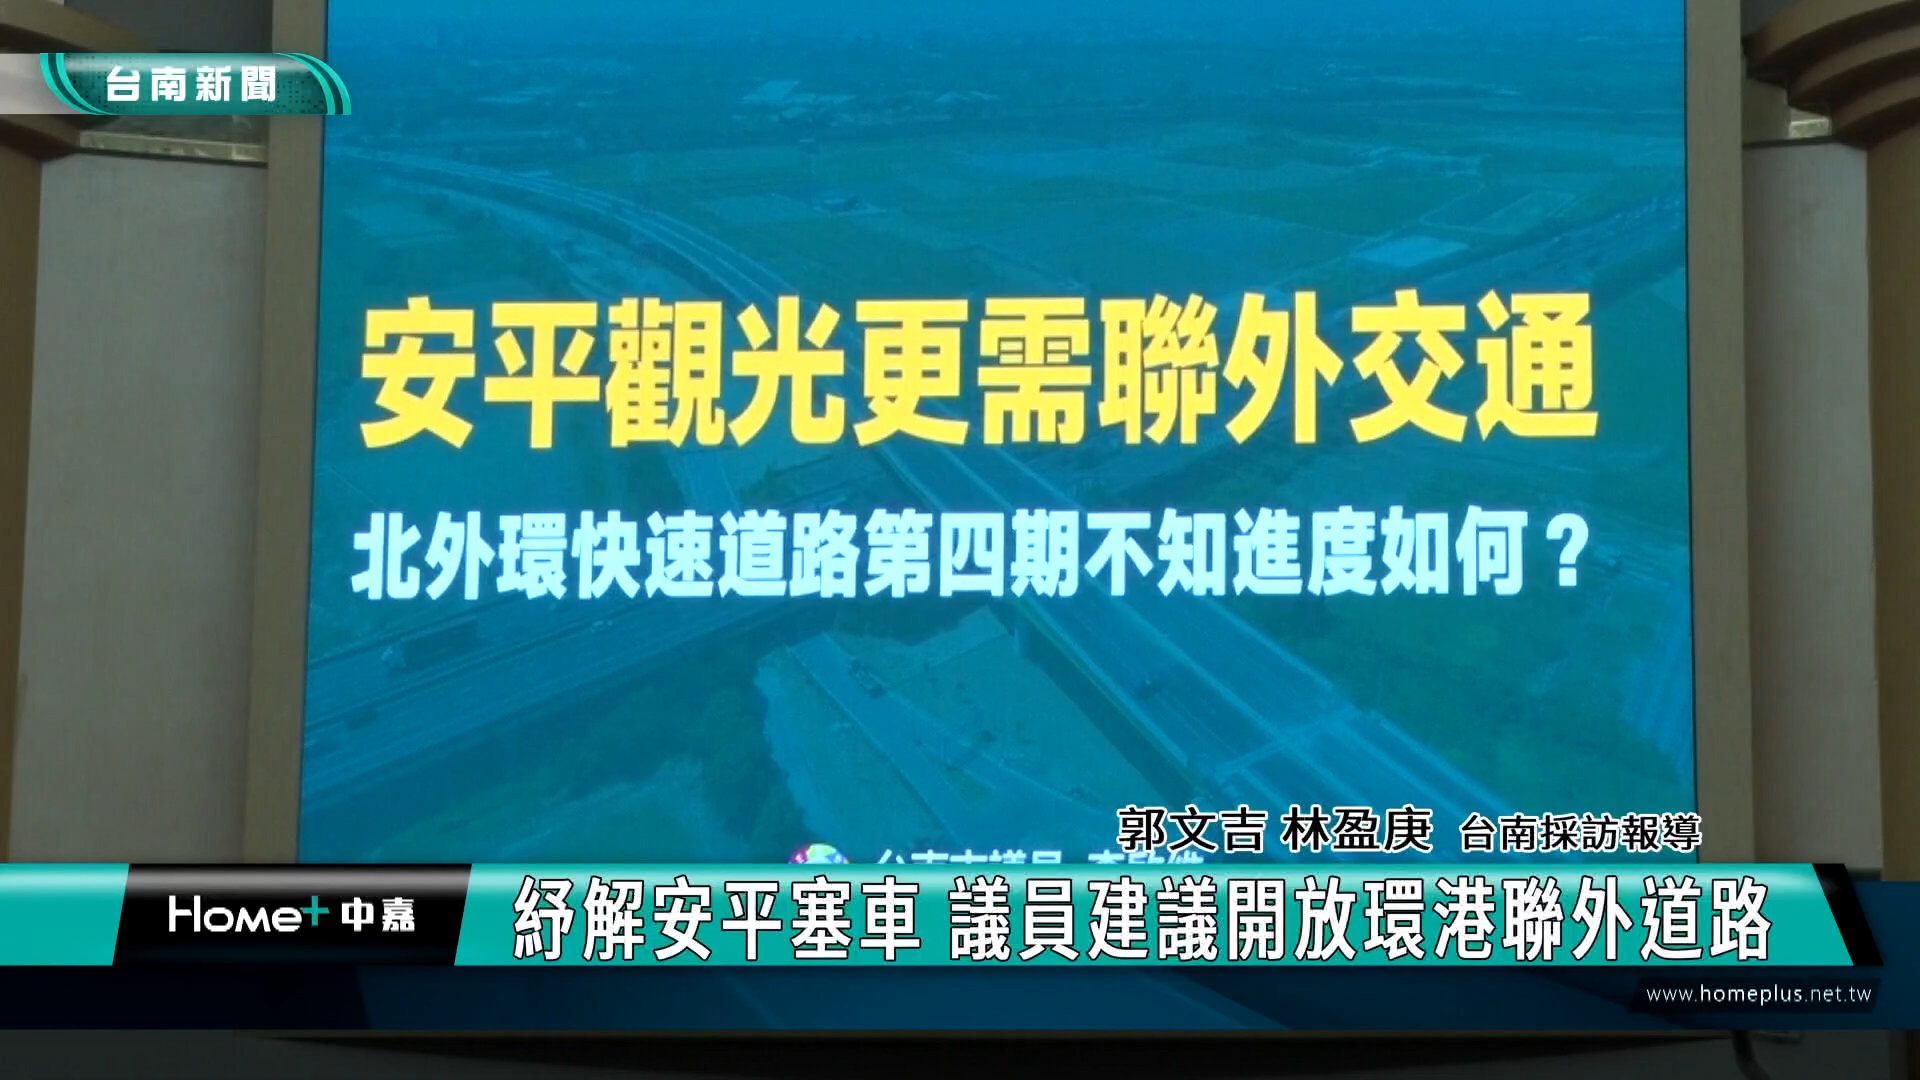 台南新聞
安平觀光更需聯外交通
北外環快速道路第四期不知進度如何？
郭文吉 林盈庚 台南採訪報導
Home+中嘉
紓解安平塞車 議員建議開放環港聯外道路
www.homeplus.net.tw